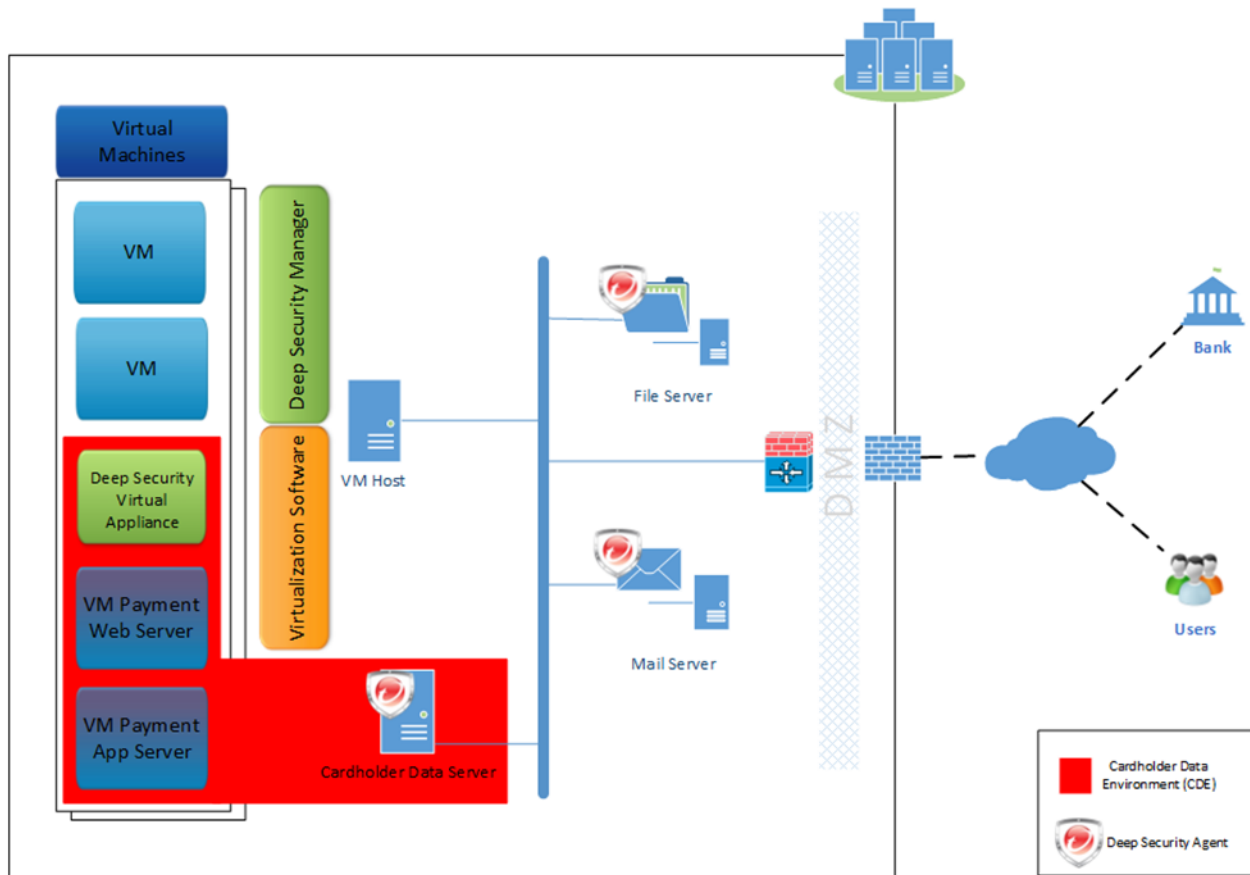 Virtual
Machines
VM
VM
Deep Security
Virtual
Appliance
VM Payment
Web Server
VM Payment
App Server
Deep Security Manager
Virtualization Software
VM Host
Cardholder Data Server
File Server
Mail Server
DMZ
Bank
Users
Cardholder Data
Environment (CDE)
Deep Security Agent